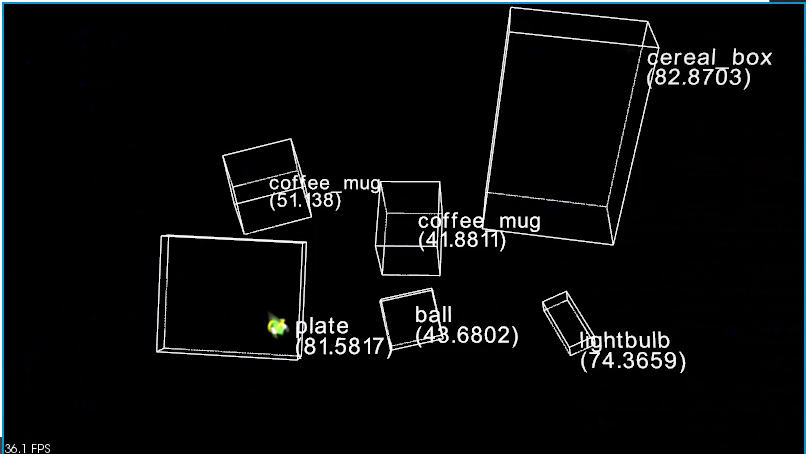 cereal_box
(82.8703)
coffee_mug
(51.138)
coffee_mug
(41.8811)
ball
(43.6802)
plate
(81.5817)
lightbulb
(74.3659)
36.1 FPS